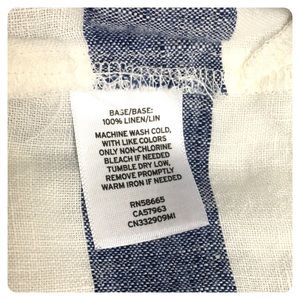 BASE/BASE:
100% LINEN/LIN
MACHINE WASH COLD,
WITH LIKE COLORS
ONLY NON-CHLORINE
BLEACH IF NEEDED
TUMBLE DRY LOW,
REMOVE PROMPTLY
WARM IRON IF NEEDED
RN58665
CA57963
CN332909MI